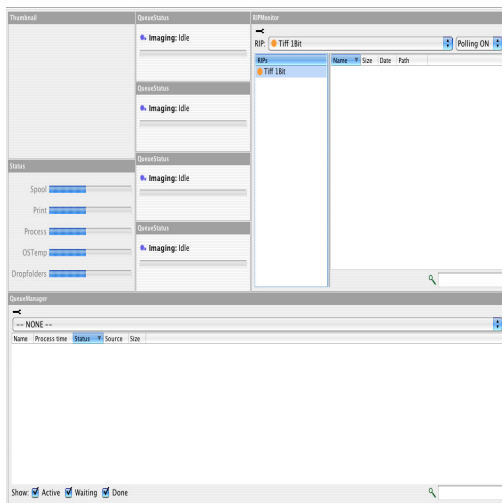 Thumbnail
QueueStatus
Imaging: Idle
QueueStatus
Imaging: Idle
QueueStatus
Imaging: Idle
QueueStatus
Imaging: Idle
RIPMonitor
RIP: Tiff 1Bit Polling ON
RIPs
Tiff 1Bit
Name Size Date Path
Status
Spool
Print
Process
OSTemp
Dropfolders
QueueManager
-- NONE --
Name Process time Status Source Size
Show: Active Waiting Done